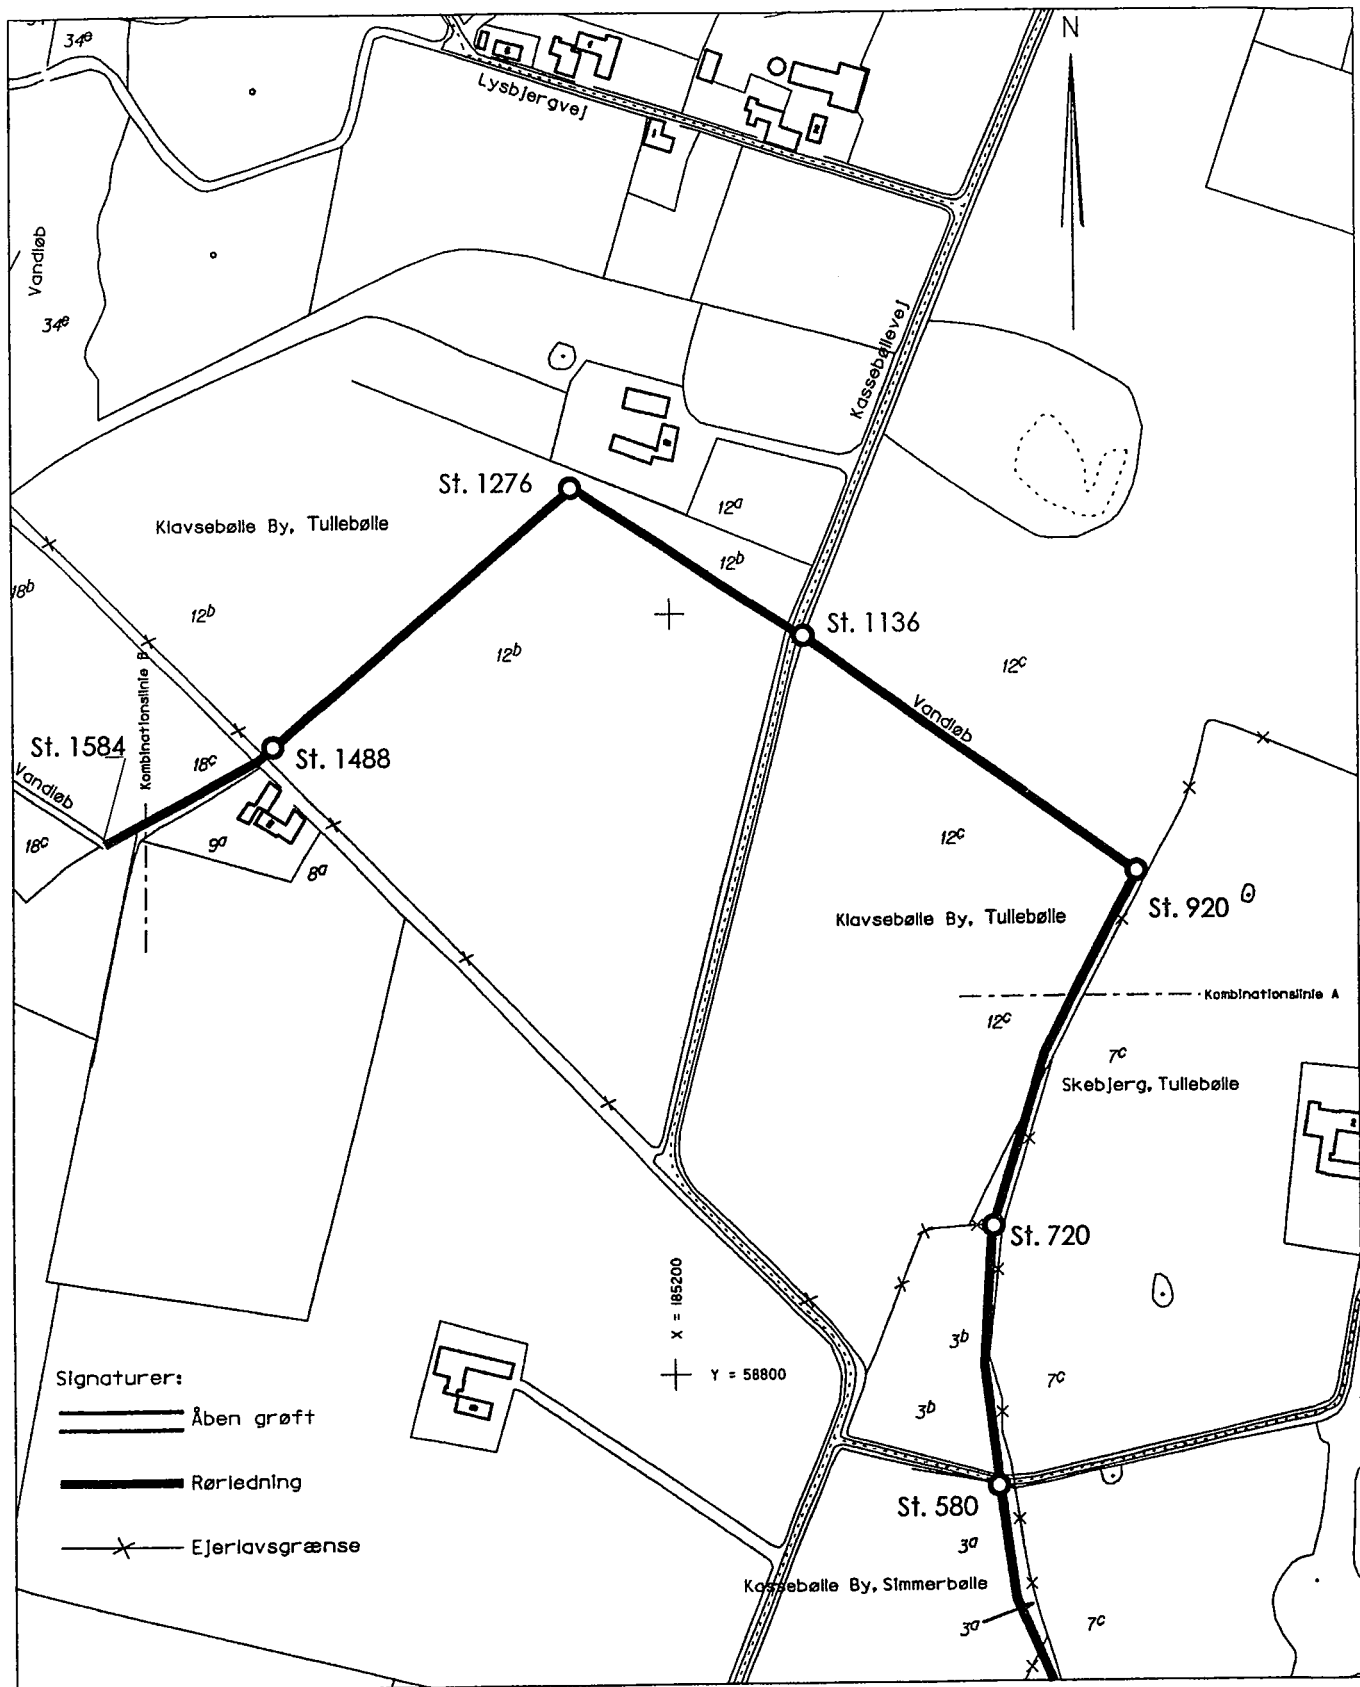 34e
N
Lysbjergvej
Vandløb
34e
Kassebøllevej
St. 1276
12a
Klavsebølle By, Tullebølle
12b
18b
12b
St. 1136
12b
12c
Kombinationslinie B
Vandløb
St. 1584
18c
St. 1488
Vandløb
18c
9a
8a
12c
St. 920
Klavsebølle By, Tullebølle
Kombinationslinie A
12c
7c
Skebjerg, Tullebølle
St. 720
X = 185200
3b
Y = 58800
7c
Signaturer:
3b
Åben grøft
Rørledning
St. 580
Ejerlavsgrænse
3a
Kassebølle By, Simmerbølle
3a
7c